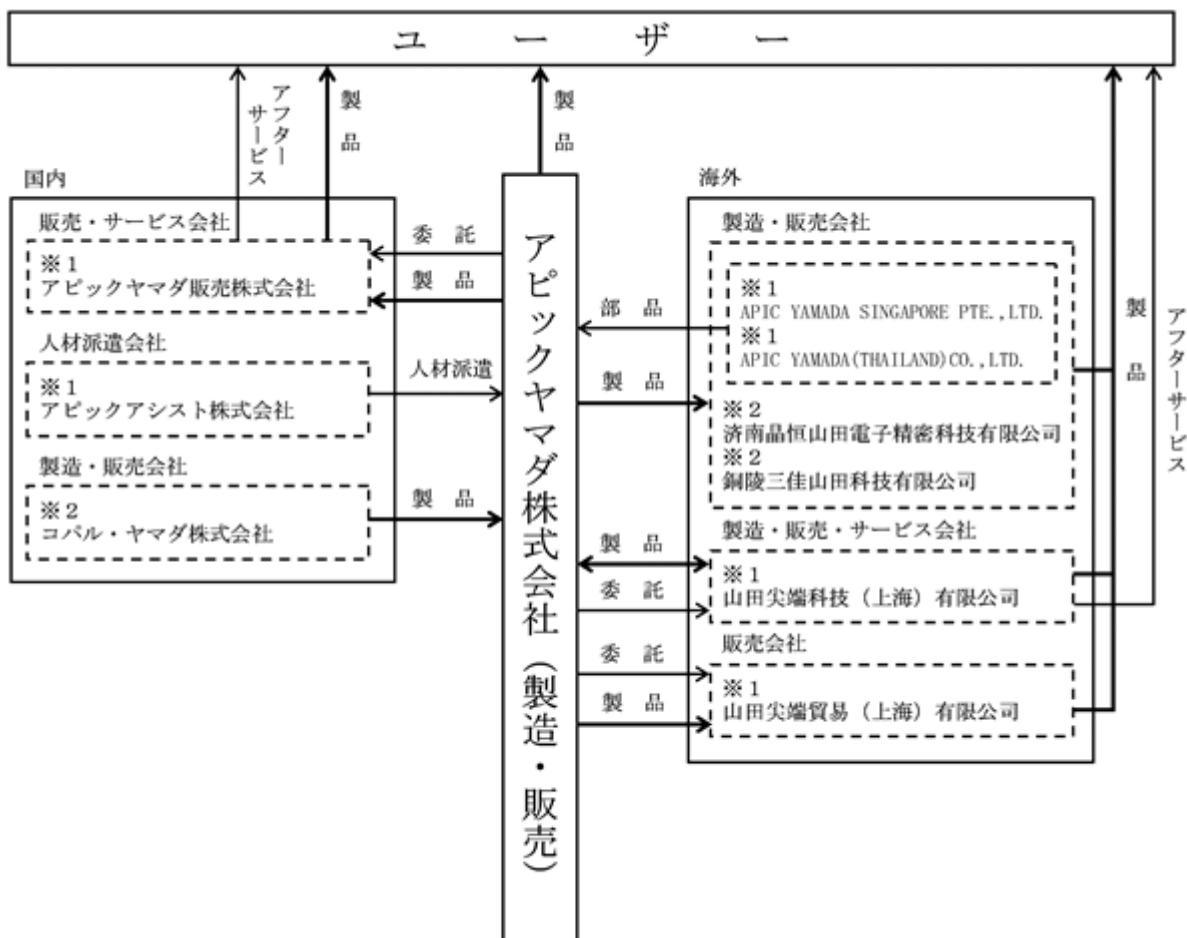 ユーザー
アフターサービス
製品
製品
国内
販売・サービス会社
※1
アピックヤマダ販売株式会社
人材派遣会社
※1
アピックアシスト株式会社
製造・販売会社
※2
コパル・ヤマダ株式会社
委託
製品
人材派遣
製品
アピックヤマダ株式会社(製造・販売)
部品
製品
製品
委託
委託
製品
海外
製造・販売会社
※1
APIC YAMADA SINGAPORE PTE.,LTD.
※1
APIC YAMADA(THAILAND)CO.,LTD.
※2
済南晶恒山田電子精密科技有限公司
※2
銅陵三佳山田科技有限公司
製造・販売・サービス会社
※1
山田尖端科技(上海)有限公司
販売会社
※1
山田尖端貿易(上海)有限公司
製品
アフターサービス